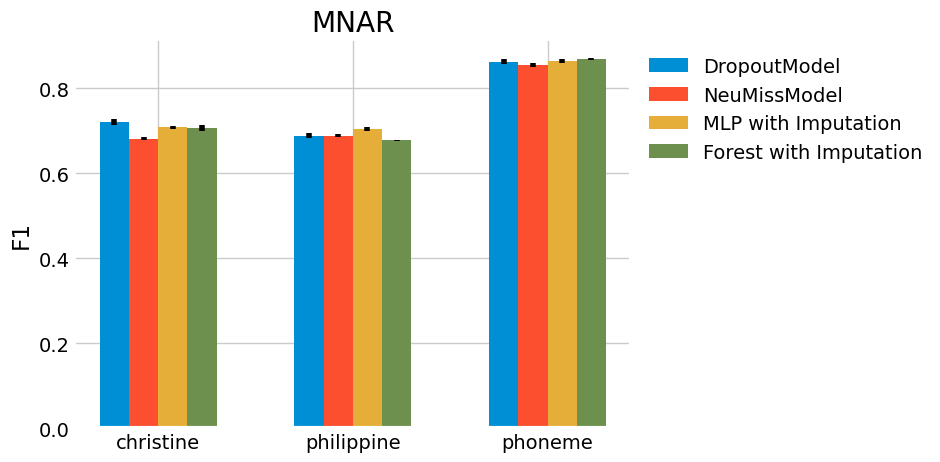 MNAR
F1
0.8
0.6
0.4
0.2
0.0
christine
philippine
phoneme
DropoutModel
NeuMissModel
MLP with Imputation
Forest with Imputation